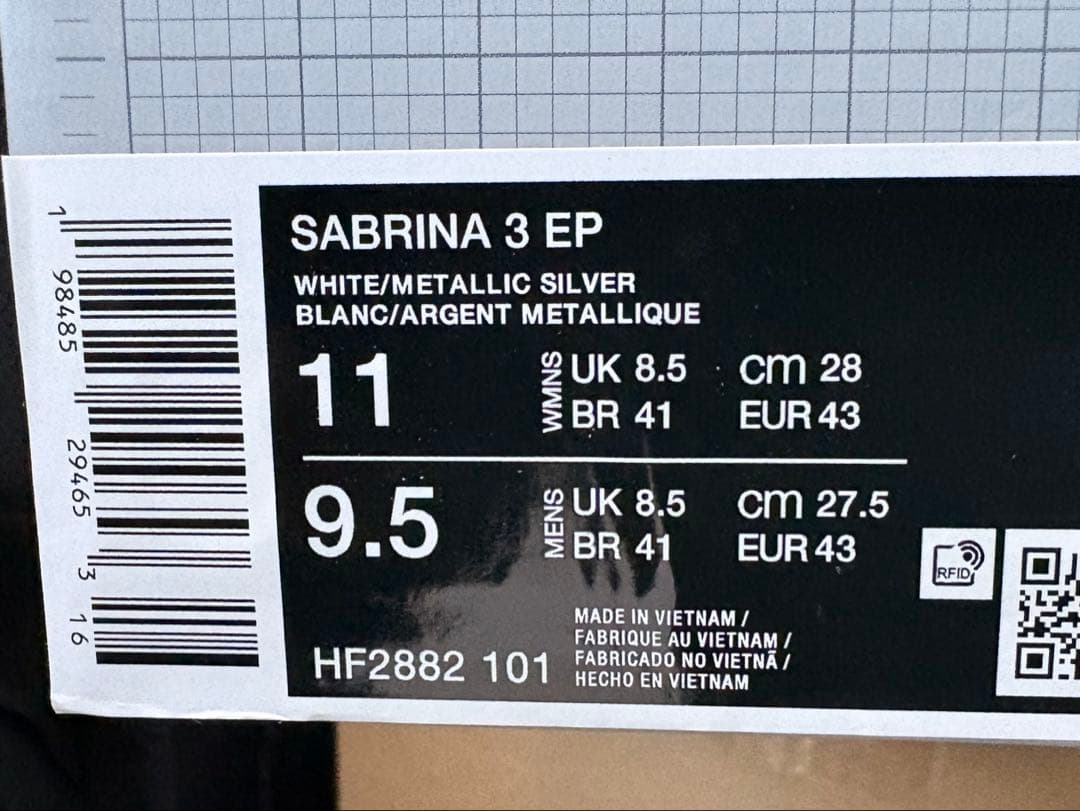 SABRINA 3 EP
WHITE/METALLIC SILVER
BLANC/ARGENT METALLIQUE
11 WMNS UK 8.5 cm 28
BR 41 EUR 43
9.5 MENS UK 8.5 cm 27.5
BR 41 EUR 43
HF2882 101
MADE IN VIETNAM /
FABRIQUE AU VIETNAM /
FABRICADO NO VIETNÃ /
HECHO EN VIETNAM
RFID
1 98485 29465 3 16